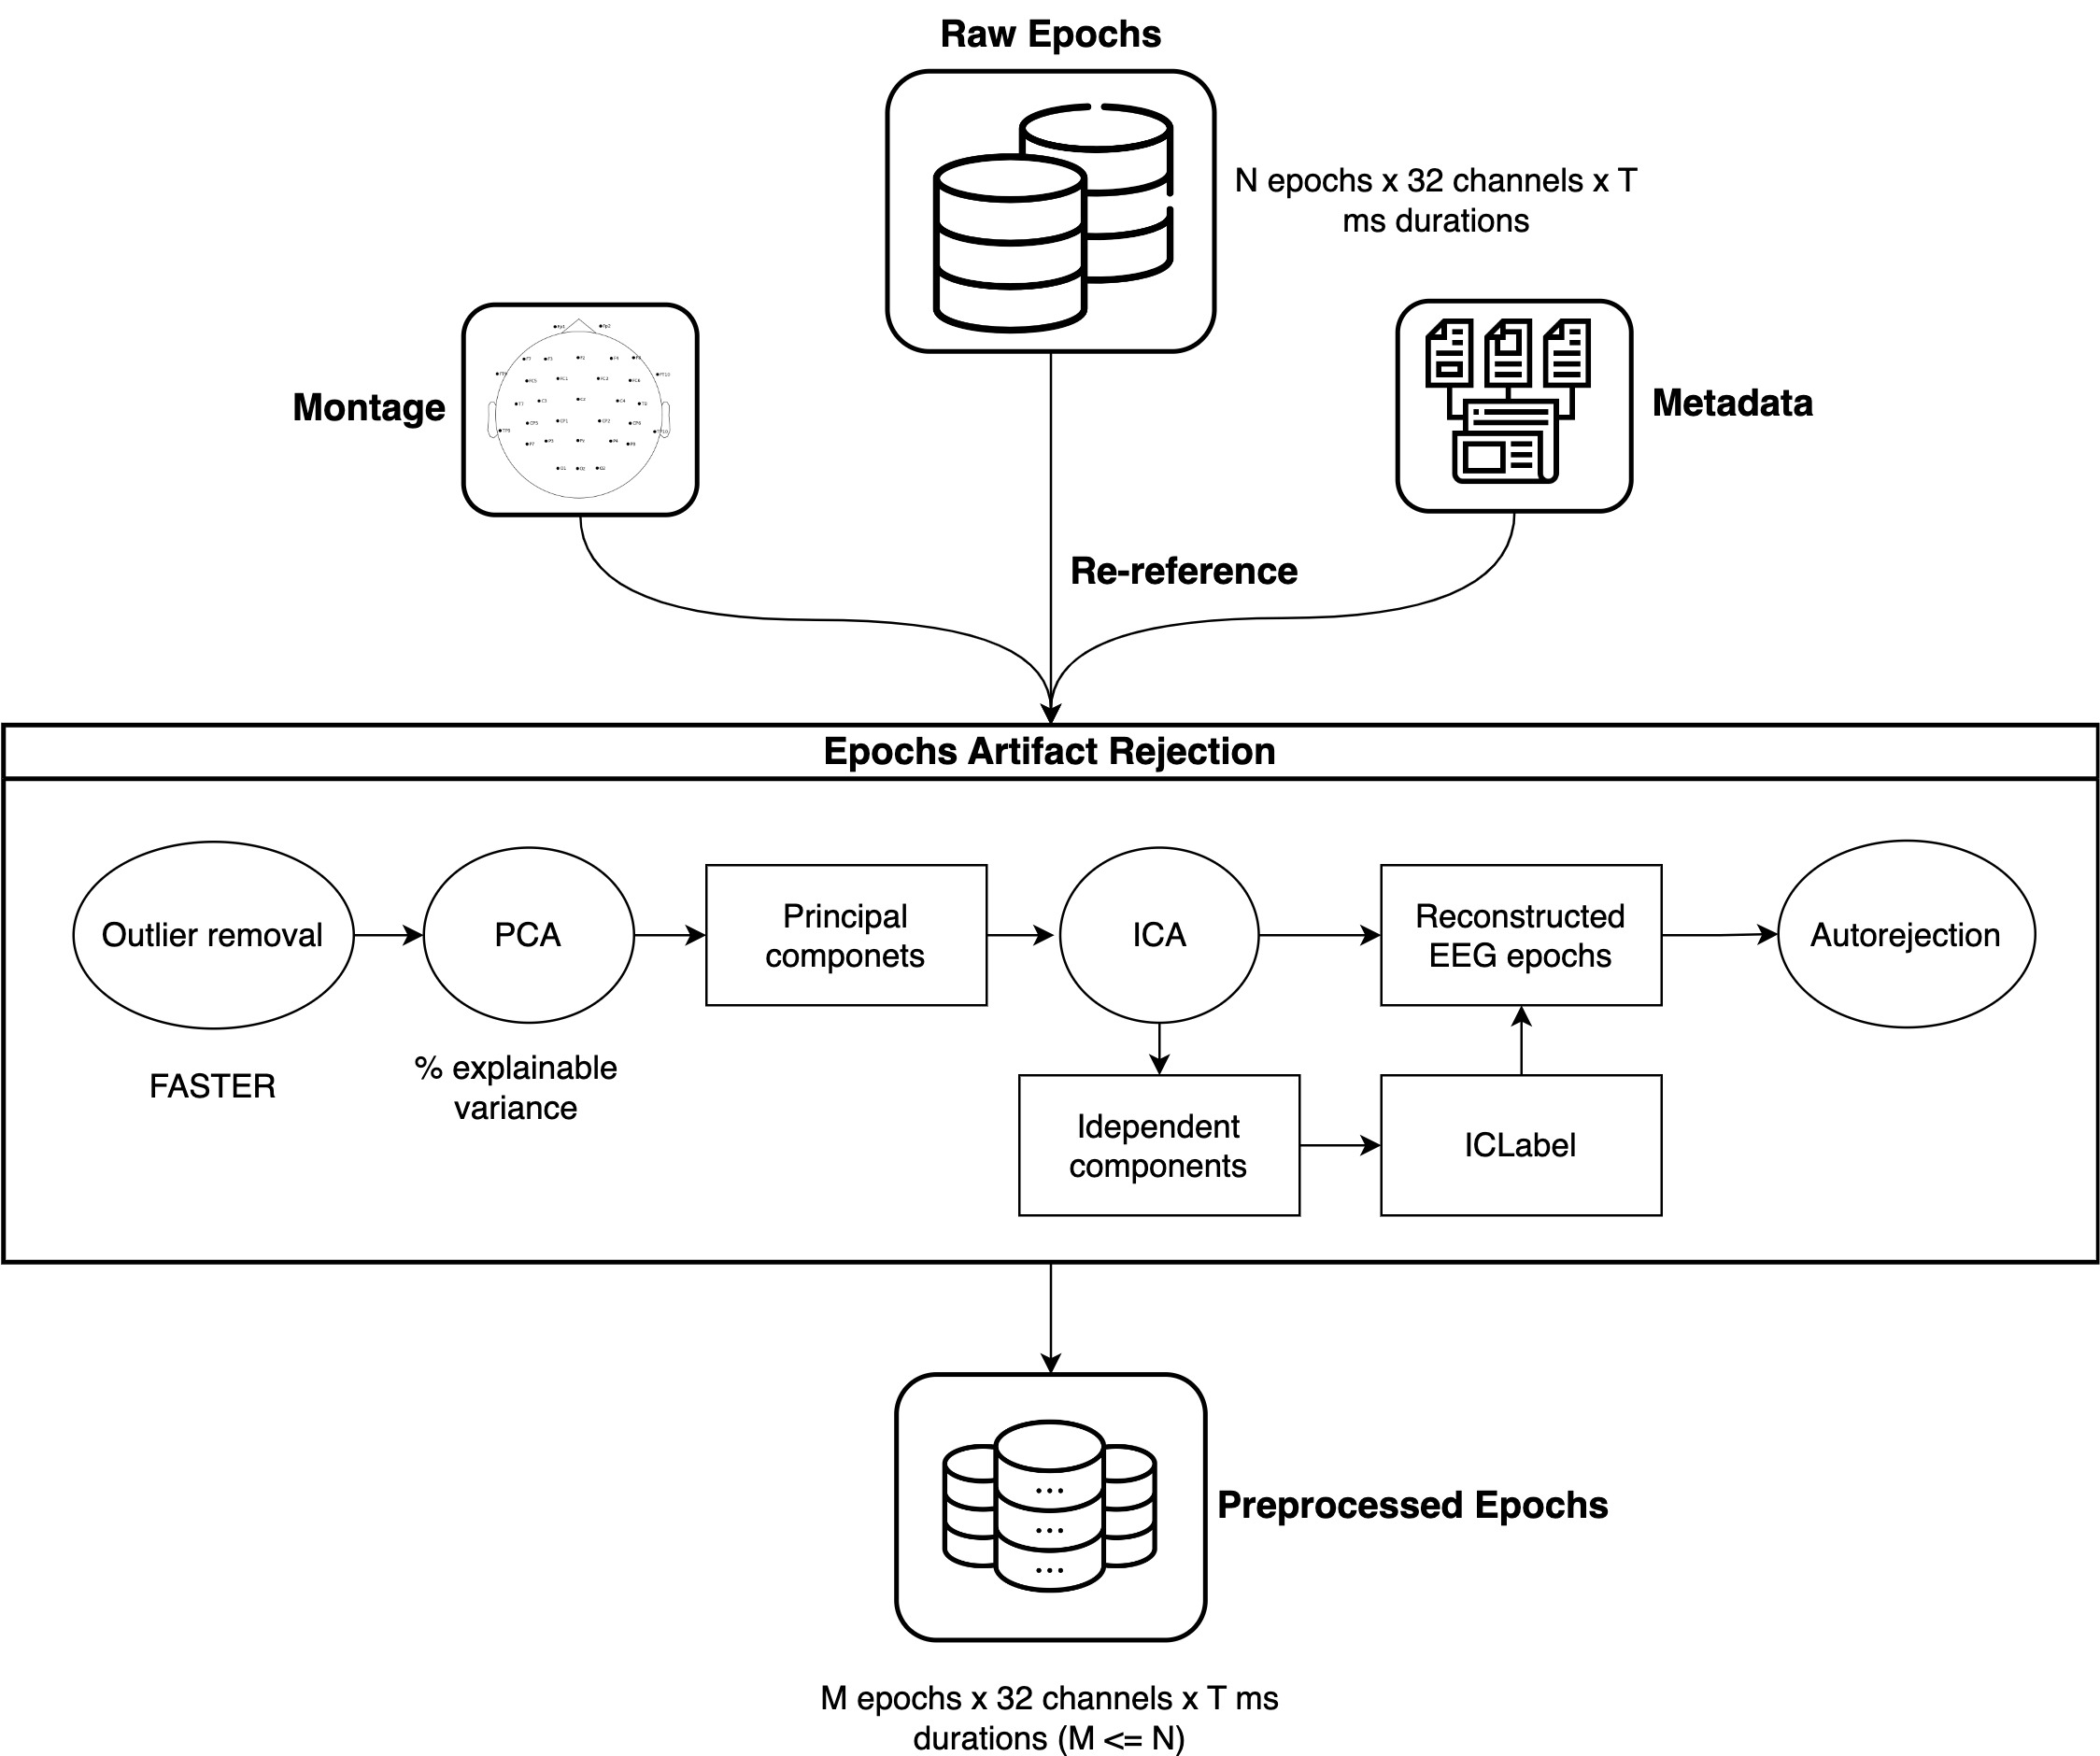 Raw Epochs
N epochs x 32 channels x T
ms durations
Montage
Metadata
Re-reference
Epochs Artifact Rejection
Outlier removal
PCA
Principal
componets
ICA
Reconstructed
EEG epochs
Autorejection
FASTER
% explainable
variance
Idependent
components
ICLabel
Preprocessed Epochs
M epochs x 32 channels x T ms
durations (M <= N)